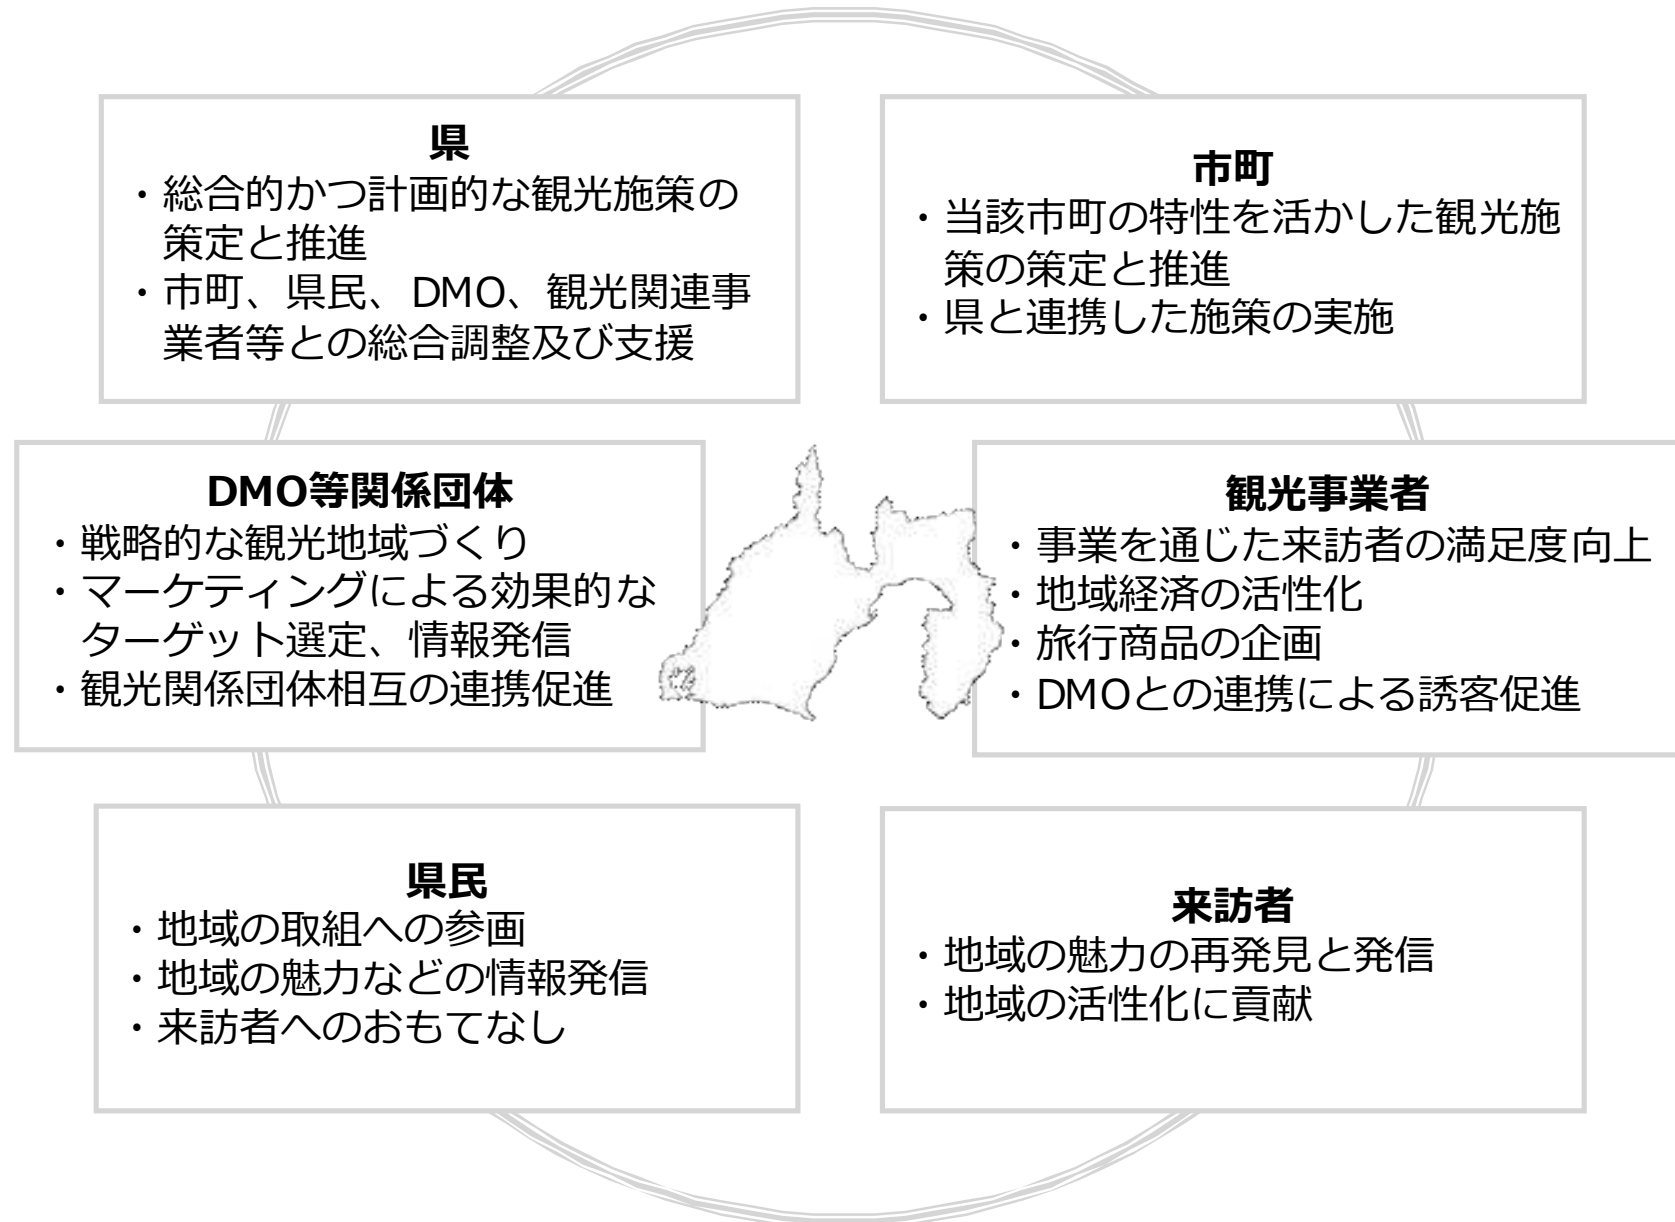 県
・総合的かつ計画的な観光施策の
策定と推進
・市町、県民、DMO、観光関連事
業者等との総合調整及び支援
市町
・当該市町の特性を活かした観光施
策の策定と推進
・県と連携した施策の実施
DMO等関係団体
・戦略的な観光地域づくり
・マーケティングによる効果的な
ターゲット選定、情報発信
・観光関係団体相互の連携促進
観光事業者
・事業を通じた来訪者の満足度向上
・地域経済の活性化
・旅行商品の企画
・DMOとの連携による誘客促進
県民
・地域の取組への参画
・地域の魅力などの情報発信
・来訪者へのおもてなし
来訪者
・地域の魅力の再発見と発信
・地域の活性化に貢献